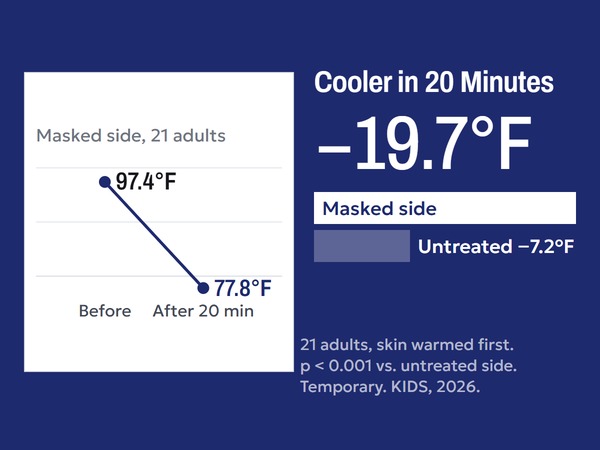 Masked side, 21 adults
97.4°F
77.8°F
Before After 20 min
Cooler in 20 Minutes
−19.7°F
Masked side
Untreated −7.2°F
21 adults, skin warmed first.
p < 0.001 vs. untreated side.
Temporary. KIDS, 2026.